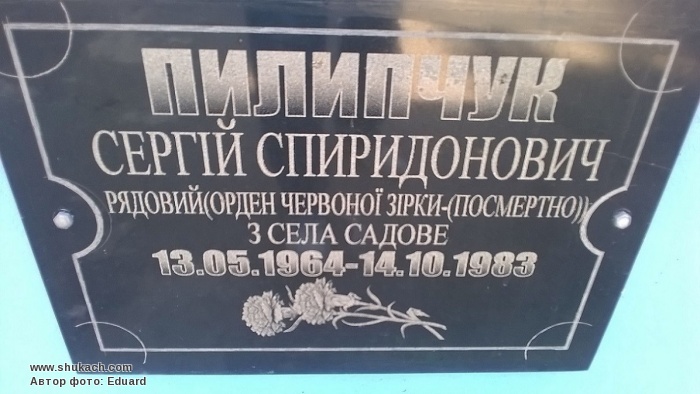 ПИЛИПЧУК
СЕРГІЙ СПИРИДОНОВИЧ
РЯДОВИЙ(ОРДЕН ЧЕРВОНОЇ ЗІРКИ-(ПОСМЕРТНО))
З СЕЛА САДОВЕ
13.05.1964-14.10.1983
www.shukach.com
Автор фото: Eduard